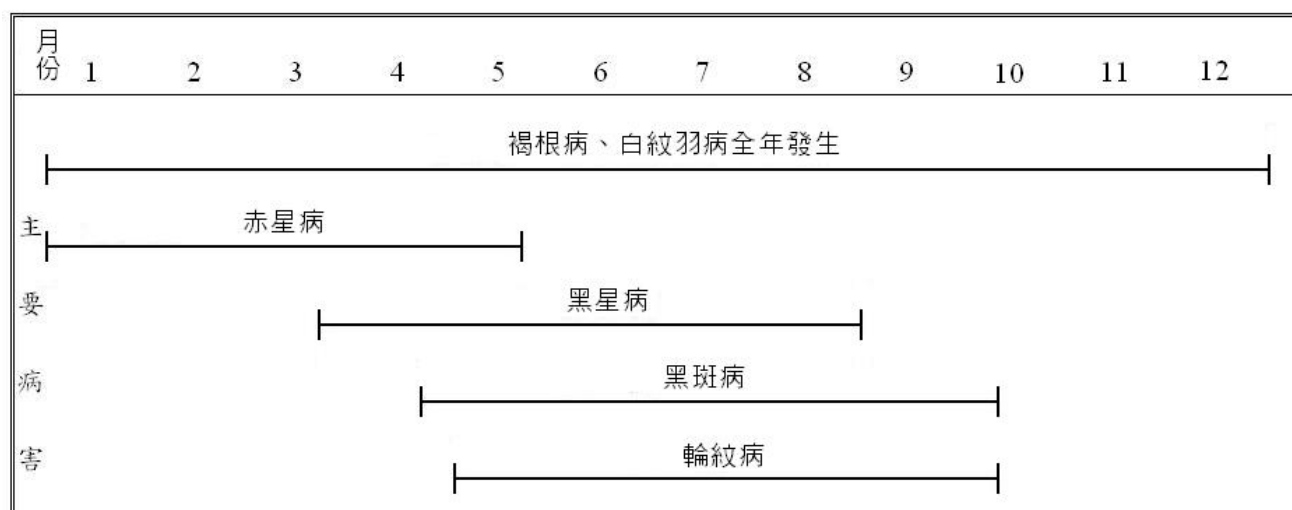 月份 1 2 3 4 5 6 7 8 9 10 11 12
褐根病、白紋羽病全年發生
主要病害
赤星病
黑星病
黑斑病
輪紋病